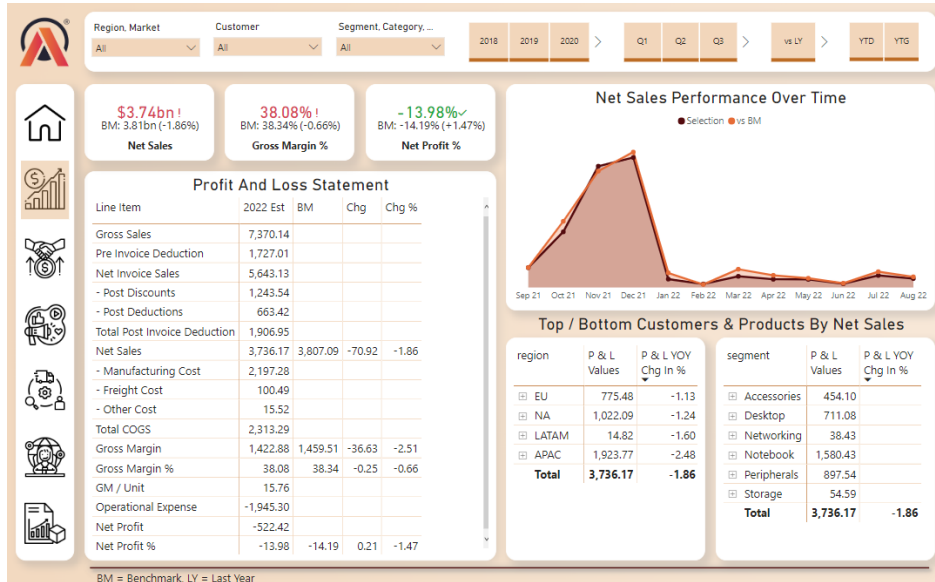 Region, Market
Customer
Segment, Category, ...
All
All
All
2018 2019 2020
Q1 Q2 Q3
vs LY
YTD YTG
$3.74bn !
BM: 3.81bn (-1.86%)
Net Sales
38.08% !
BM: 38.34% (-0.66%)
Gross Margin %
-13.98%✓
BM: -14.19% (+1.47%)
Net Profit %
Profit And Loss Statement
Line Item 2022 Est BM Chg Chg %
Gross Sales 7,370.14
Pre Invoice Deduction 1,727.01
Net Invoice Sales 5,643.13
- Post Discounts 1,243.54
- Post Deductions 663.42
Total Post Invoice Deduction 1,906.95
Net Sales 3,736.17 3,807.09 -70.92 -1.86
- Manufacturing Cost 2,197.28
- Freight Cost 100.49
- Other Cost 15.52
Total COGS 2,313.29
Gross Margin 1,422.88 1,459.51 -36.63 -2.51
Gross Margin % 38.08 38.34 -0.25 -0.66
GM / Unit 15.76
Operational Expense -1,945.30
Net Profit -522.42
Net Profit % -13.98 -14.19 0.21 -1.47
Net Sales Performance Over Time
Selection vs BM
Sep 21 Oct 21 Nov 21 Dec 21 Jan 22 Feb 22 Mar 22 Apr 22 May 22 Jun 22 Jul 22 Aug 22
Top / Bottom Customers & Products By Net Sales
region P & L Values P & L YOY Chg In %
EU 775.48 -1.13
NA 1,022.09 -1.24
LATAM 14.82 -1.60
APAC 1,923.77 -2.48
Total 3,736.17 -1.86
segment P & L Values P & L YOY Chg In %
Accessories 454.10
Desktop 711.08
Networking 38.43
Notebook 1,580.43
Peripherals 897.54
Storage 54.59
Total 3,736.17 -1.86
BM = Benchmark, LY = Last Year